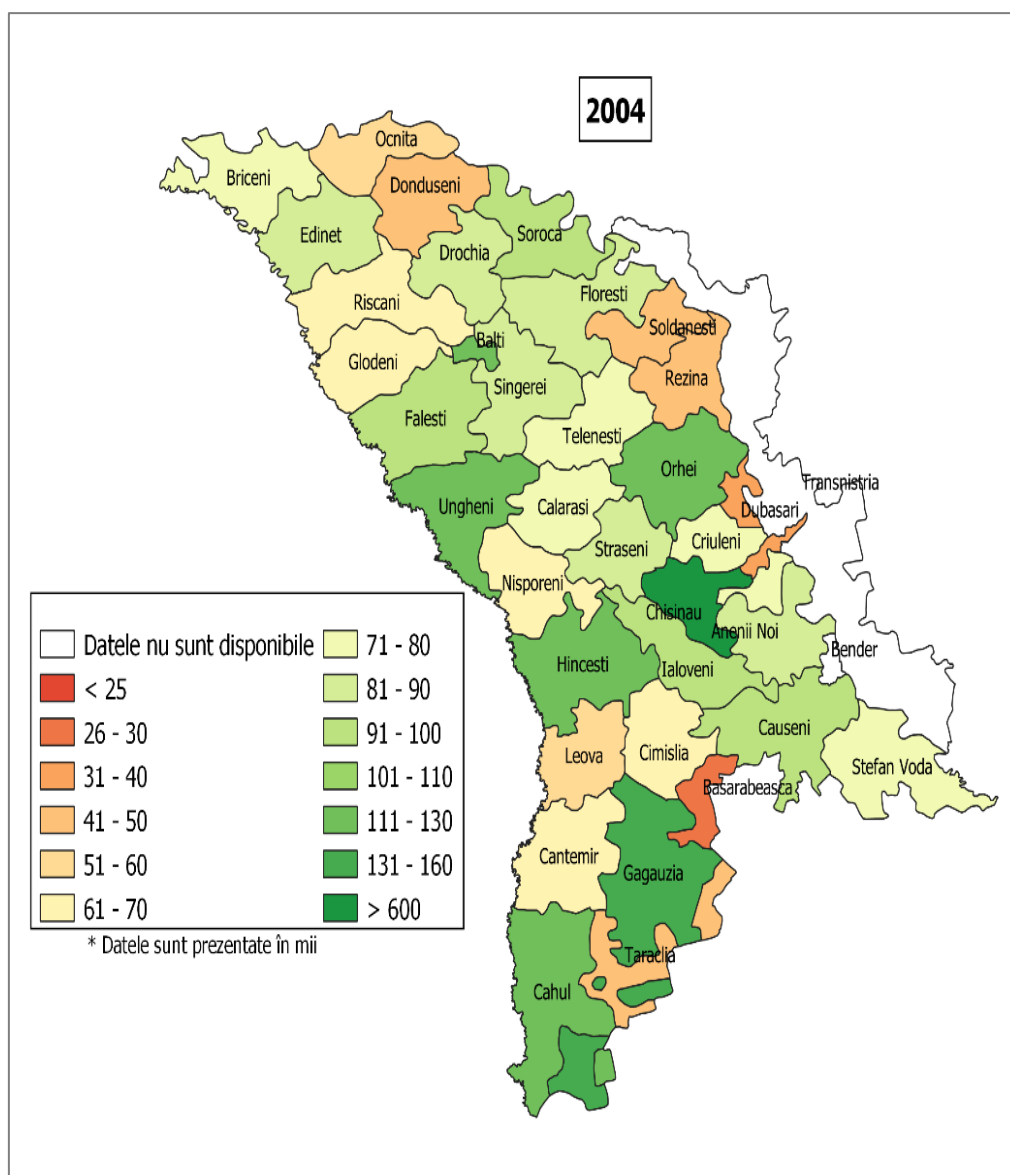 2004
Ocnita
Briceni
Donduseni
Edinet
Soroca
Drochia
Riscani
Floresti
Soldanesti
Balti
Glodeni
Rezina
Singerei
Falesti
Telenesti
Orhei
Transnistria
Ungheni
Calarasi
Dubasari
Criuleni
Straseni
Nisporeni
Chisinau
Anenii Noi
Bender
Hincesti
Ialoveni
Causeni
Leova
Cimislia
Stefan Voda
Basarabeasca
Cantemir
Gagauzia
Taraclia
Cahul
Datele nu sunt disponibile
< 25
26 - 30
31 - 40
41 - 50
51 - 60
61 - 70
71 - 80
81 - 90
91 - 100
101 - 110
111 - 130
131 - 160
> 600
* Datele sunt prezentate în mii